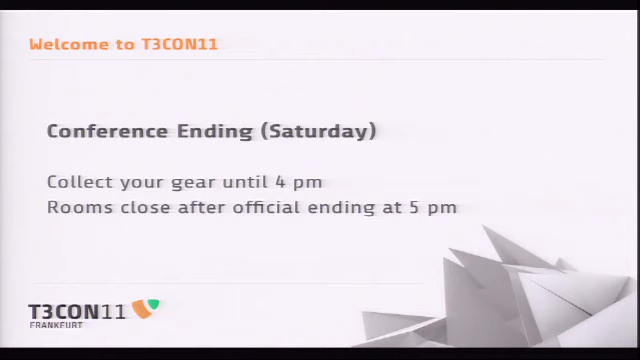 Welcome to T3CON11
Conference Ending (Saturday)
Collect your gear until 4 pm
Rooms close after official ending at 5 pm
T3CON11
FRANKFURT